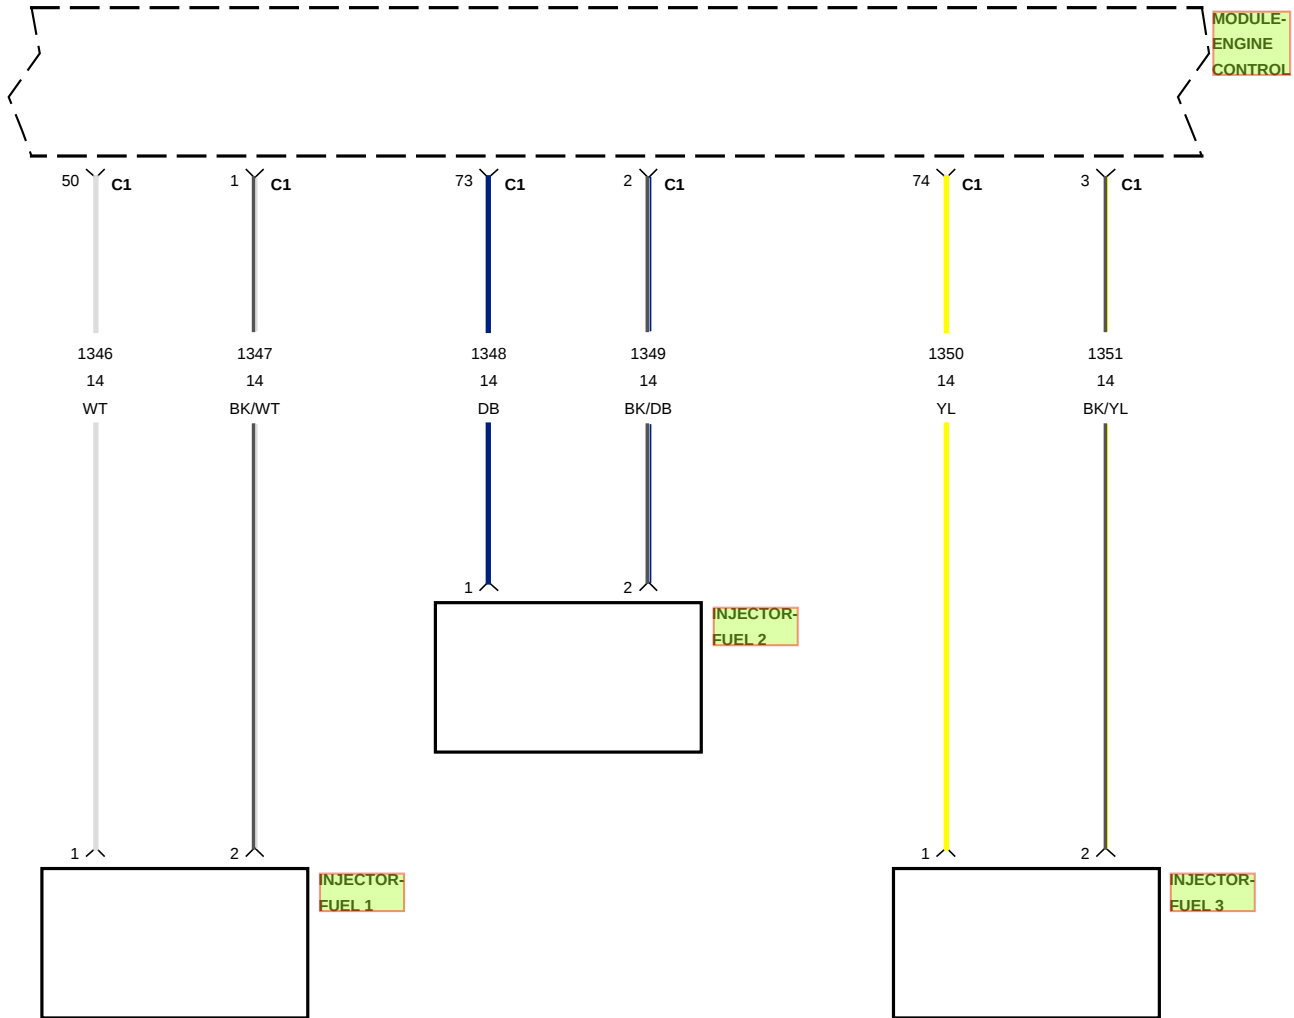 MODULE-
ENGINE
CONTROL
50 C1 1 C1 73 C1 2 C1 74 C1 3 C1
1346 1347 1348 1349 1350 1351
14 14 14 14 14 14
WT BK/WT DB BK/DB YL BK/YL
1 2
INJECTOR-
FUEL 2
1 2 1 2
INJECTOR-
FUEL 1
INJECTOR-
FUEL 3